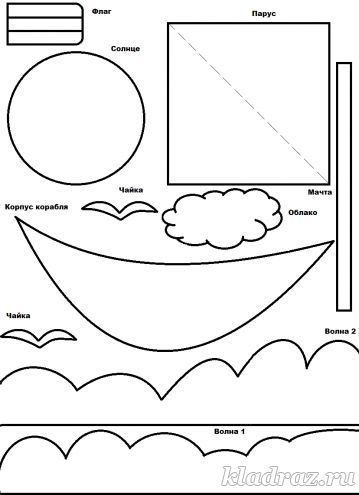 Флаг
Парус
Солнце
Чайка
Мачта
Корпус корабля
Облако
Чайка
Волна 2
Волна 1
kladraz.ru